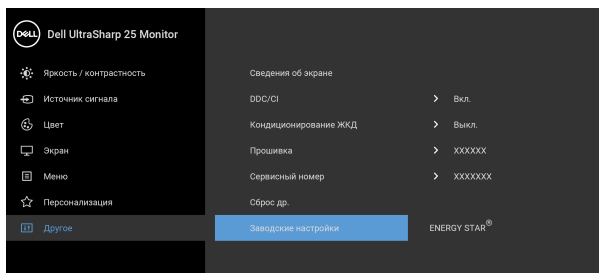 DELL Dell UltraSharp 25 Monitor
Яркость / контрастность Сведения об экране
Источник сигнала DDC/CI Вкл.
Цвет Кондиционирование ЖКД Выкл.
Экран Прошивка XXXXXX
Меню Сервисный номер XXXXXXX
Персонализация Сброс др.
Другое Заводские настройки ENERGY STAR®